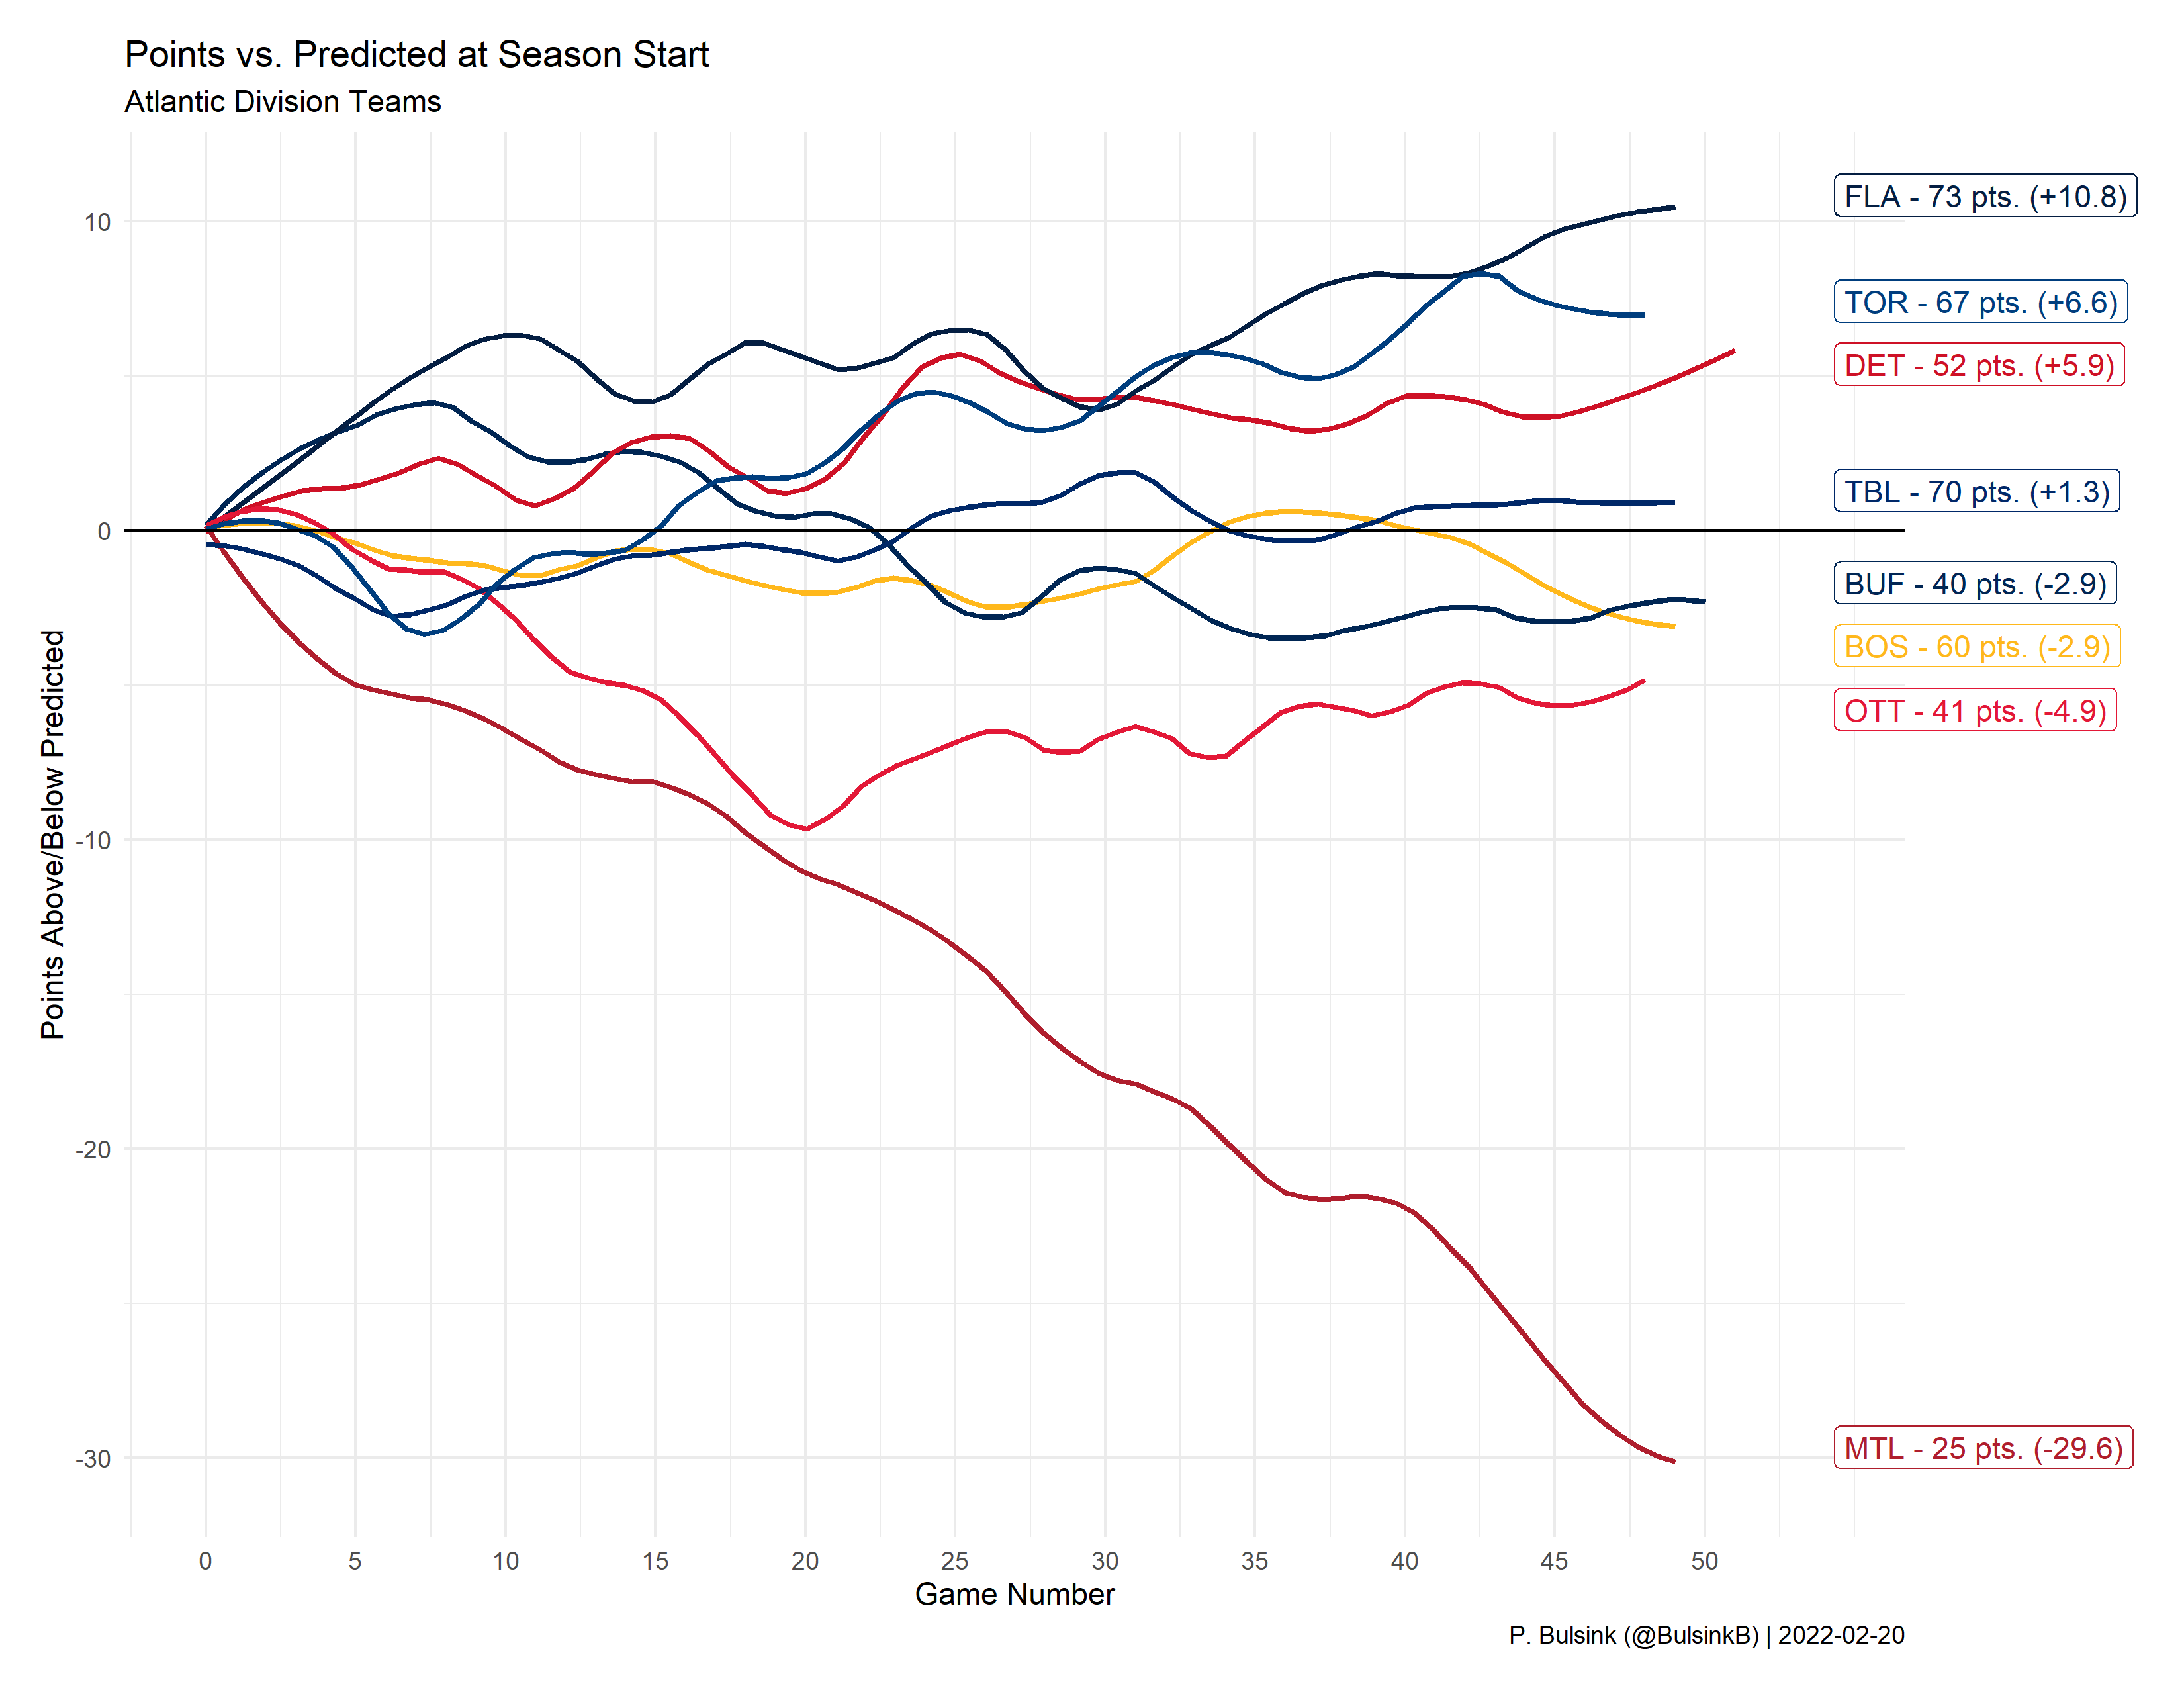 Points vs. Predicted at Season Start
Atlantic Division Teams
Points Above/Below Predicted
10
0
-10
-20
-30
FLA - 73 pts. (+10.8)
TOR - 67 pts. (+6.6)
DET - 52 pts. (+5.9)
TBL - 70 pts. (+1.3)
BUF - 40 pts. (-2.9)
BOS - 60 pts. (-2.9)
OTT - 41 pts. (-4.9)
MTL - 25 pts. (-29.6)
0 5 10 15 20 25 30 35 40 45 50
Game Number
P. Bulsink (@BulsinkB) | 2022-02-20